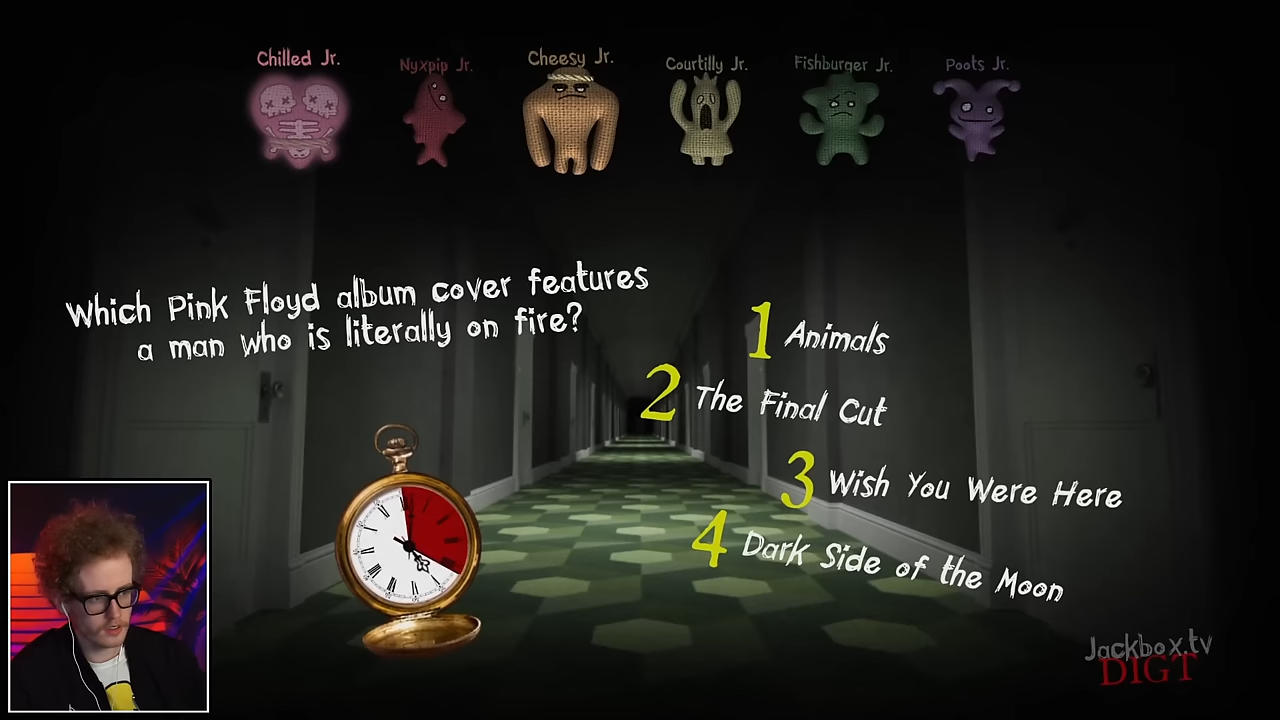 Chilled Jr.
Nyxpip Jr.
Cheesy Jr.
Courtilly Jr.
Fishburger Jr.
Poots Jr.
Which Pink Floyd album cover features
a man who is literally on fire?
1 Animals
2 The Final Cut
3 Wish You Were Here
4 Dark Side of the Moon
Jackbox.tv
DIGT